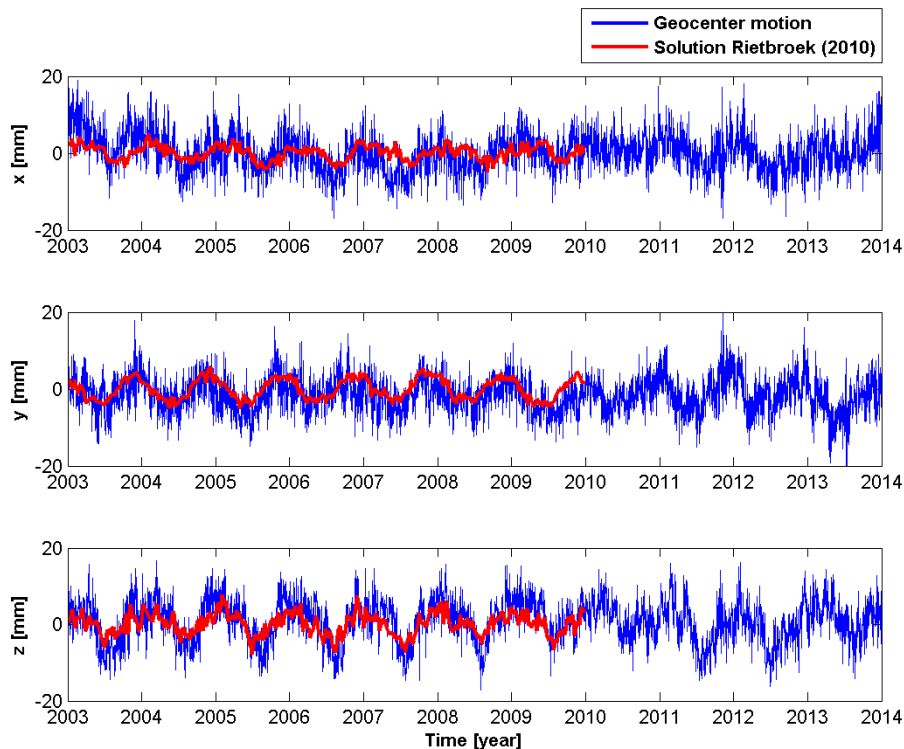 Geocenter motion
Solution Rietbroek (2010)
20
0
-20
x [mm]
2003 2004 2005 2006 2007 2008 2009 2010 2011 2012 2013 2014
20
0
-20
y [mm]
2003 2004 2005 2006 2007 2008 2009 2010 2011 2012 2013 2014
20
0
-20
z [mm]
2003 2004 2005 2006 2007 2008 2009 2010 2011 2012 2013 2014
Time [year]